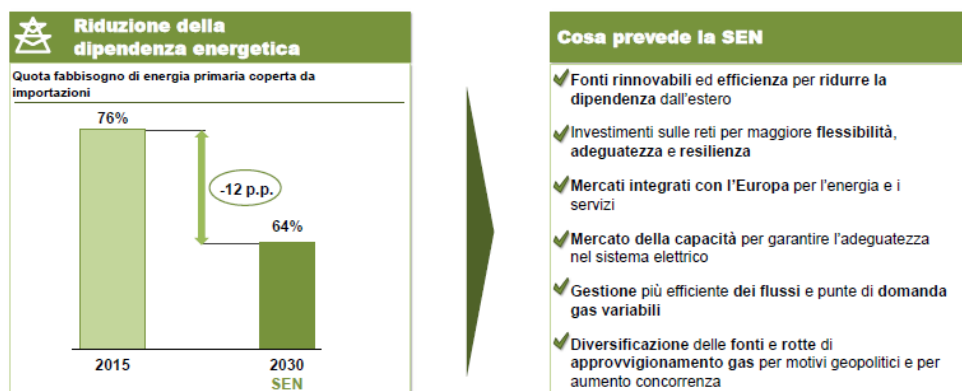 Riduzione della
dipendenza energetica
Quota fabbisogno di energia primaria coperta da
importazioni
76%
-12 p.p.
64%
2015
2030
SEN
Cosa prevede la SEN
Fonti rinnovabili ed efficienza per ridurre la
dipendenza dall'estero
Investimenti sulle reti per maggiore flessibilità,
adeguatezza e resilienza
Mercati integrati con l'Europa per l'energia e i
servizi
Mercato della capacità per garantire l'adeguatezza
nel sistema elettrico
Gestione più efficiente dei flussi e punte di domanda
gas variabili
Diversificazione delle fonti e rotte di
approvvigionamento gas per motivi geopolitici e per
aumento concorrenza